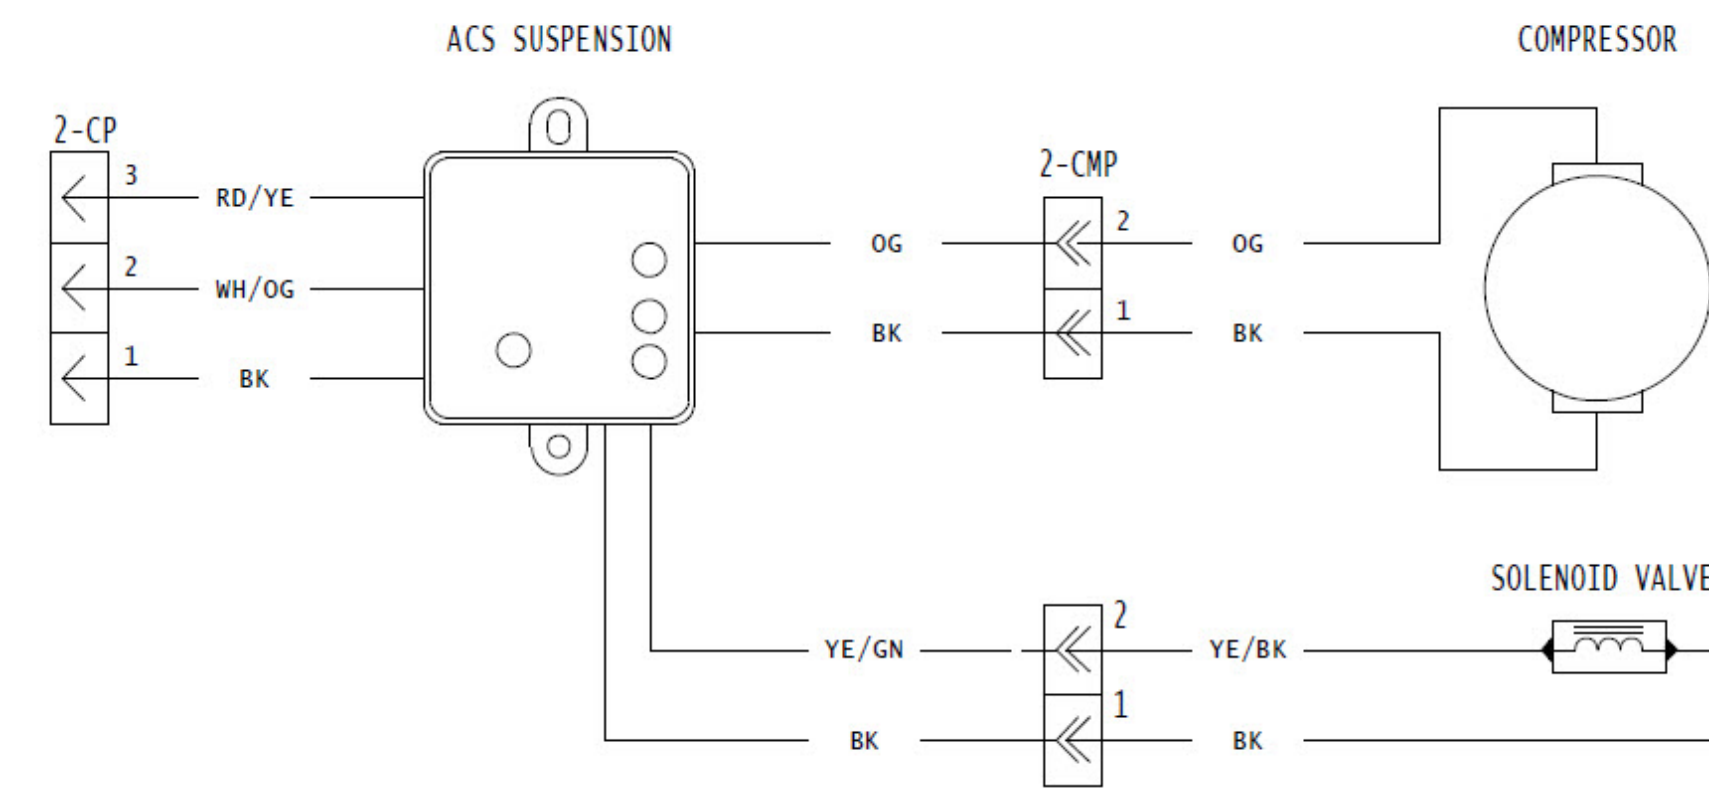 ACS SUSPENSION
COMPRESSOR
2-CP
3
RD/YE
2
WH/OG
1
BK
2-CMP
2
OG
OG
1
BK
BK
SOLENOID VALVE
2
YE/GN
YE/BK
1
BK
BK